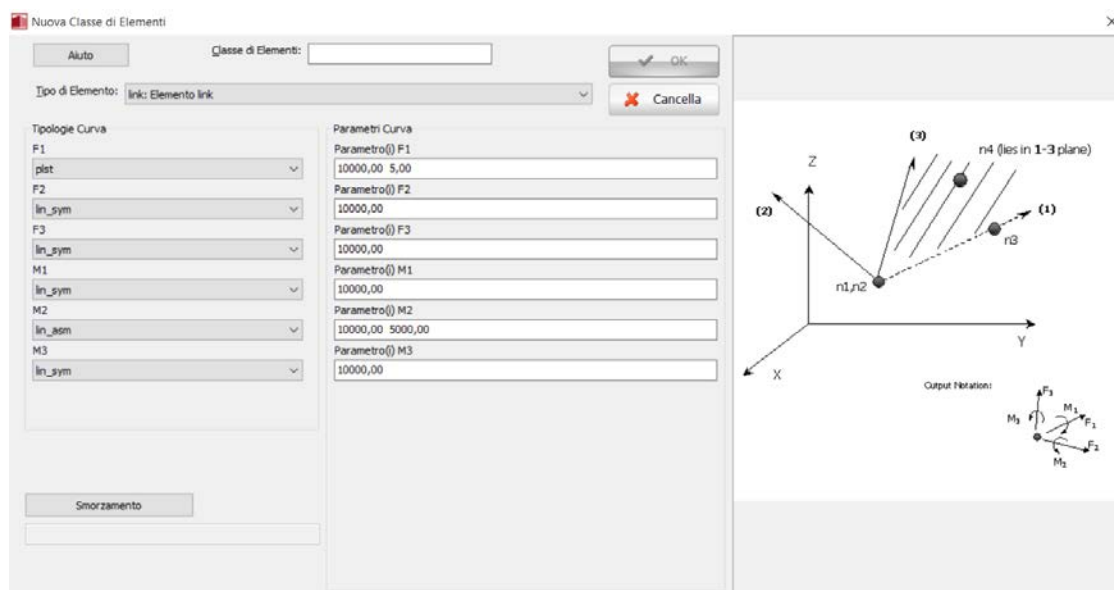 Nuova Classe di Elementi
Aiuto
Classe di Elementi:
OK
Tipo di Elemento:
link: Elemento link
Cancella
Tipologie Curva
F1
plst
F2
lin_sym
F3
lin_sym
M1
lin_sym
M2
lin_asm
M3
lin_sym
Smorzamento
Parametri Curva
Parametro(i) F1
10000,00 5,00
Parametro(i) F2
10000,00
Parametro(i) F3
10000,00
Parametro(i) M1
10000,00
Parametro(i) M2
10000,00 5000,00
Parametro(i) M3
10000,00
(3)
Z
n4 (lies in 1-3 plane)
(2)
(1)
n3
n1,n2
Y
X
Output Notation:
F3
M1
M3
F1
F2
M2